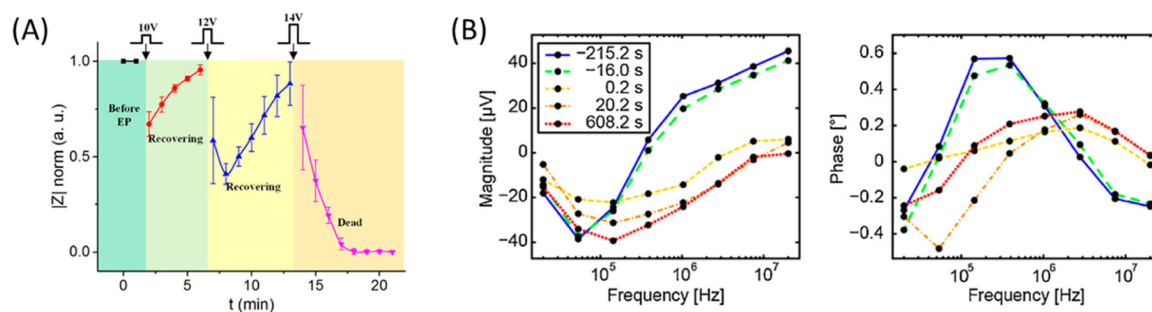 (A)
10V
12V
14V
|Z| norm (a. u.)
1.0
0.5
0.0
Before
EP
Recovering
Recovering
Dead
0
5
10
15
20
t (min)
(B)
Magnitude [µV]
40
20
0
−20
−40
−215.2 s
−16.0 s
0.2 s
20.2 s
608.2 s
10⁵
10⁶
10⁷
Frequency [Hz]
Phase [°]
0.6
0.4
0.2
0
−0.2
−0.4
10⁵
10⁶
10⁷
Frequency [Hz]